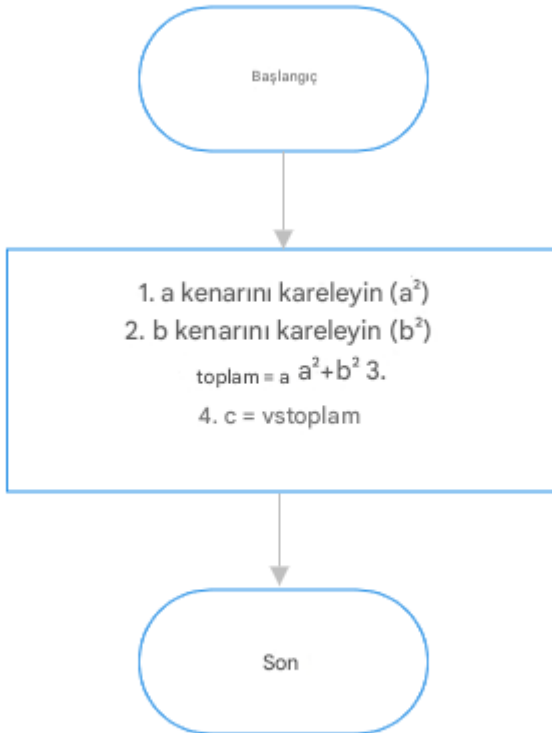 Başlangıç
1. a kenarını kareleyin (a²)
2. b kenarını kareleyin (b²)
toplam = a a²+b² 3.
4. c = vstoplam
Son